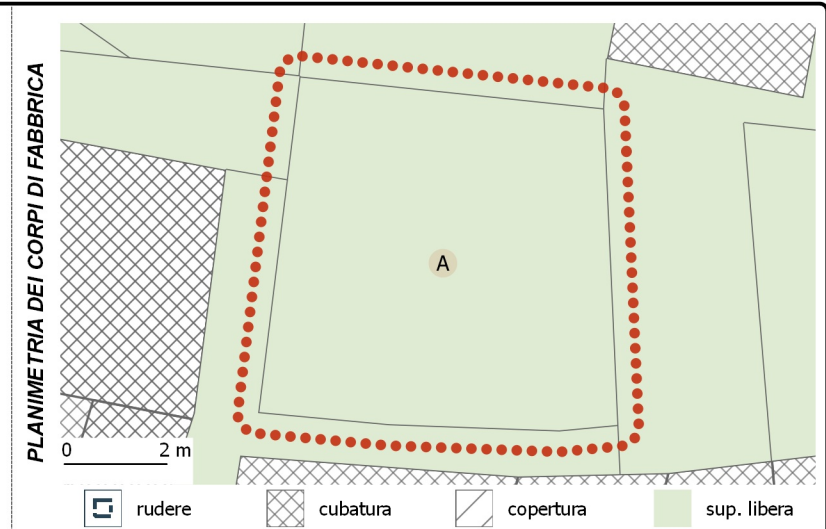 PLANIMETRIA DEI CORPI DI FABBRICA
A
0 2 m
rudere cubatura copertura sup. libera